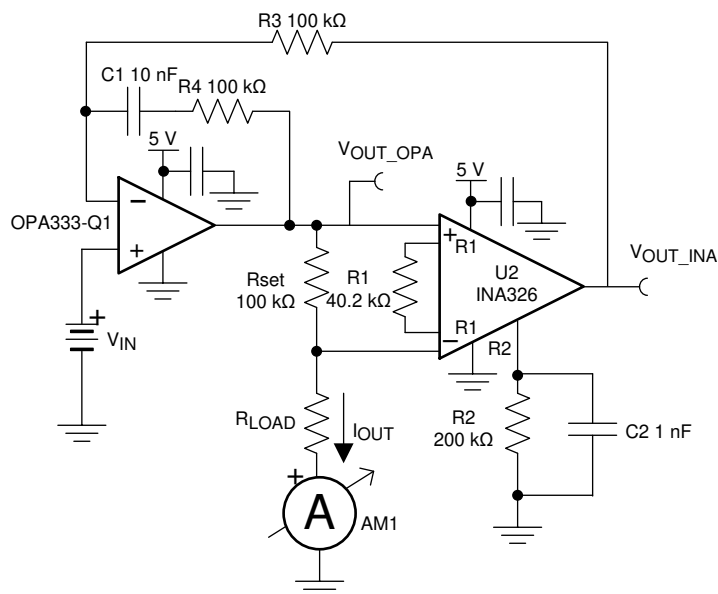 R3 100 kΩ
C1 10 nF
R4 100 kΩ
5 V
VOUT_OPA
5 V
OPA333-Q1
−
+
+
R1
VOUT_INA
Rset
100 kΩ
R1
40.2 kΩ
U2
INA326
+
VIN
R1
−
R2
RLOAD
IOUT
R2
200 kΩ
C2 1 nF
+
A
AM1